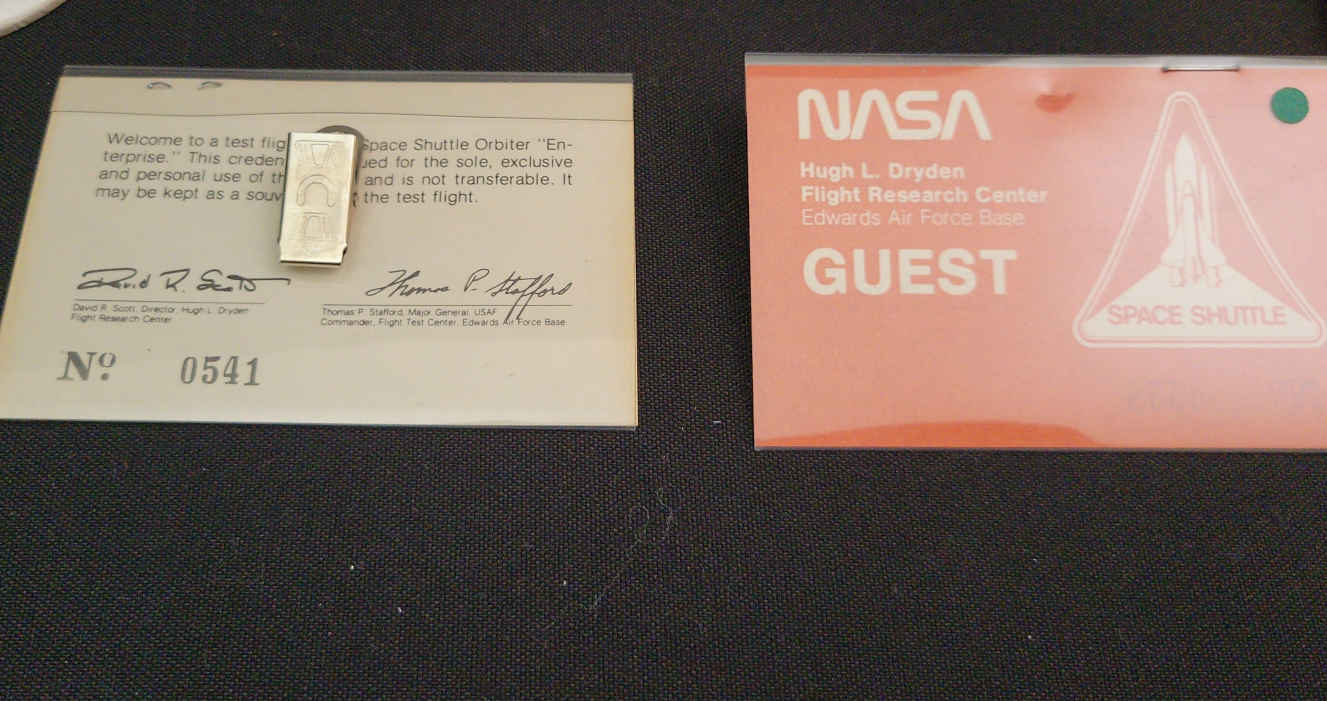 Welcome to a test flig Space Shuttle Orbiter "En-
terprise." This creden ued for the sole, exclusive
and personal use of th and is not transferable. It
may be kept as a souv the test flight.
David R. Scott Thomas P. Stafford
David R. Scott, Director, Hugh L. Dryden
Flight Research Center
Thomas P. Stafford, Major General, USAF
Commander, Flight Test Center, Edwards Air Force Base
Nº 0541
NASA
Hugh L. Dryden
Flight Research Center
Edwards Air Force Base
GUEST
SPACE SHUTTLE